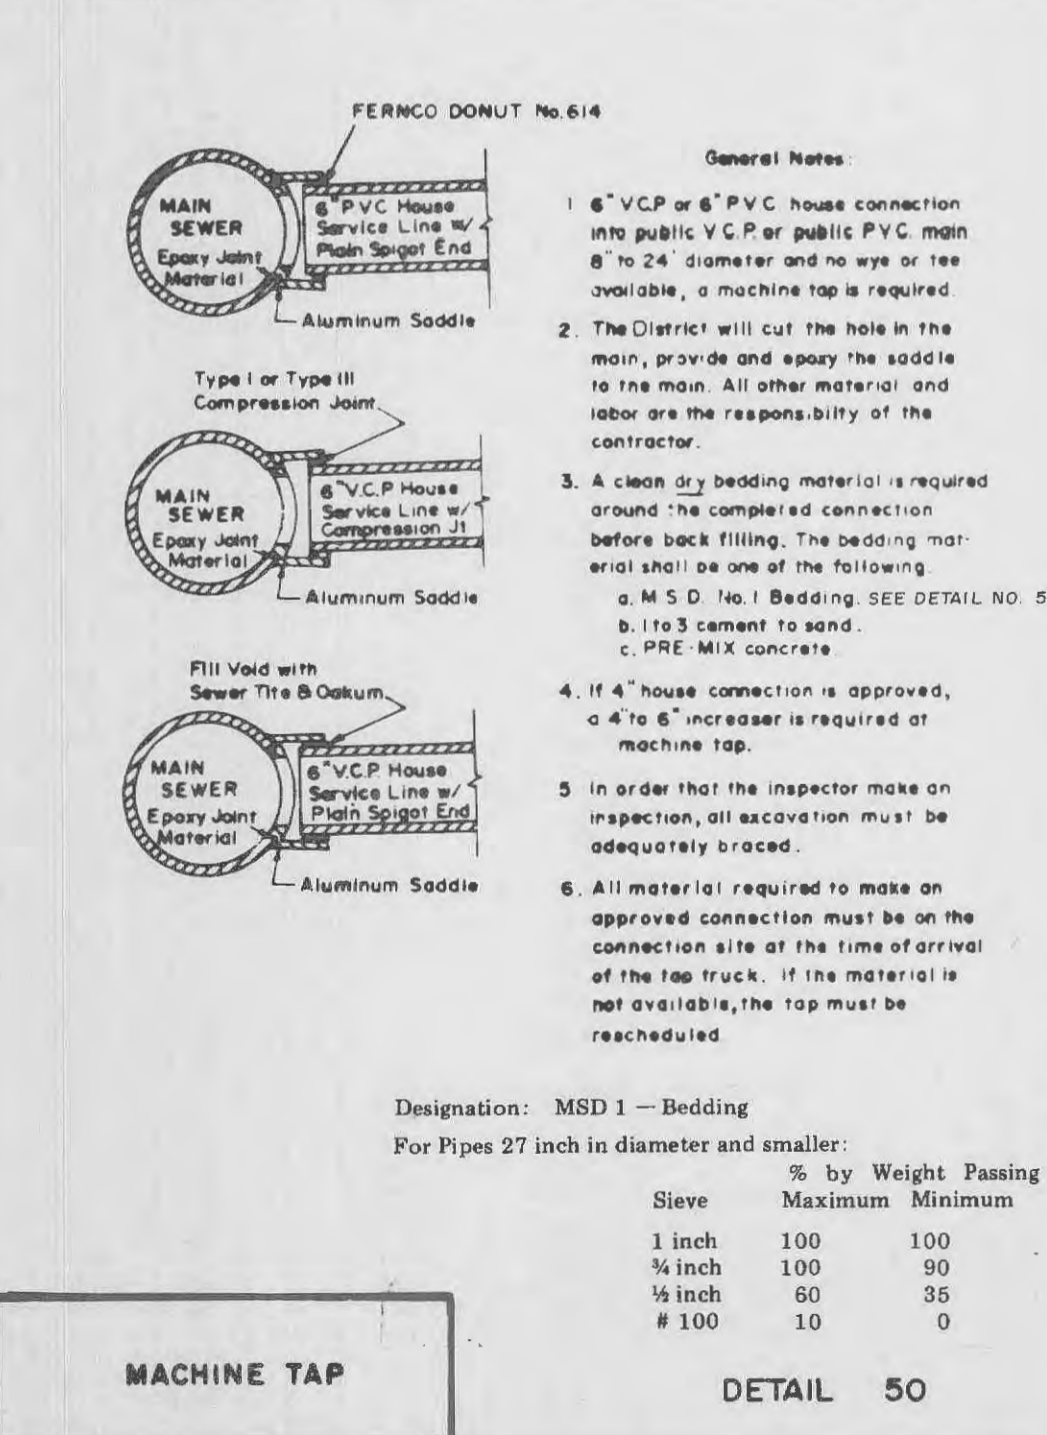 FERNCO DONUT No. 614
MAIN
SEWER
Epoxy Joint
Material
6" PVC House
Service Line w/
Plain Spigot End
Aluminum Saddle
Type I or Type III
Compression Joint
MAIN
SEWER
Epoxy Joint
Material
6" V.C.P House
Service Line w/
Compression Jt
Aluminum Saddle
Fill Void with
Sewer Tite & Oakum
MAIN
SEWER
Epoxy Joint
Material
6" V.C.P. House
Service Line w/
Plain Spigot End
Aluminum Saddle
General Notes:
1 6" V.C.P or 6" PVC house connection
into public V.C.P. or public PVC. main
8" to 24" diameter and no wye or tee
available, a machine tap is required.
2. The District will cut the hole in the
main, provide and epoxy the saddle
to the main. All other material and
labor are the responsibilty of the
contractor.
3. A clean dry bedding material is required
around the completed connection
before back filling. The bedding mat-
erial shall be one of the following.
a. M S D. No. 1 Bedding. SEE DETAIL NO. 5
b. 1 to 3 cement to sand.
c. PRE-MIX concrete
4. If 4" house connection is approved,
a 4" to 6" increaser is required at
machine tap.
5 In order that the inspector make an
inspection, all excavation must be
adequately braced.
6. All material required to make an
approved connection must be on the
connection site at the time of arrival
of the tap truck. If the material is
not available, the tap must be
rescheduled
Designation: MSD 1 — Bedding
For Pipes 27 inch in diameter and smaller:
% by Weight Passing
Sieve Maximum Minimum
1 inch 100 100
¾ inch 100 90
½ inch 60 35
# 100 10 0
MACHINE TAP
DETAIL 50